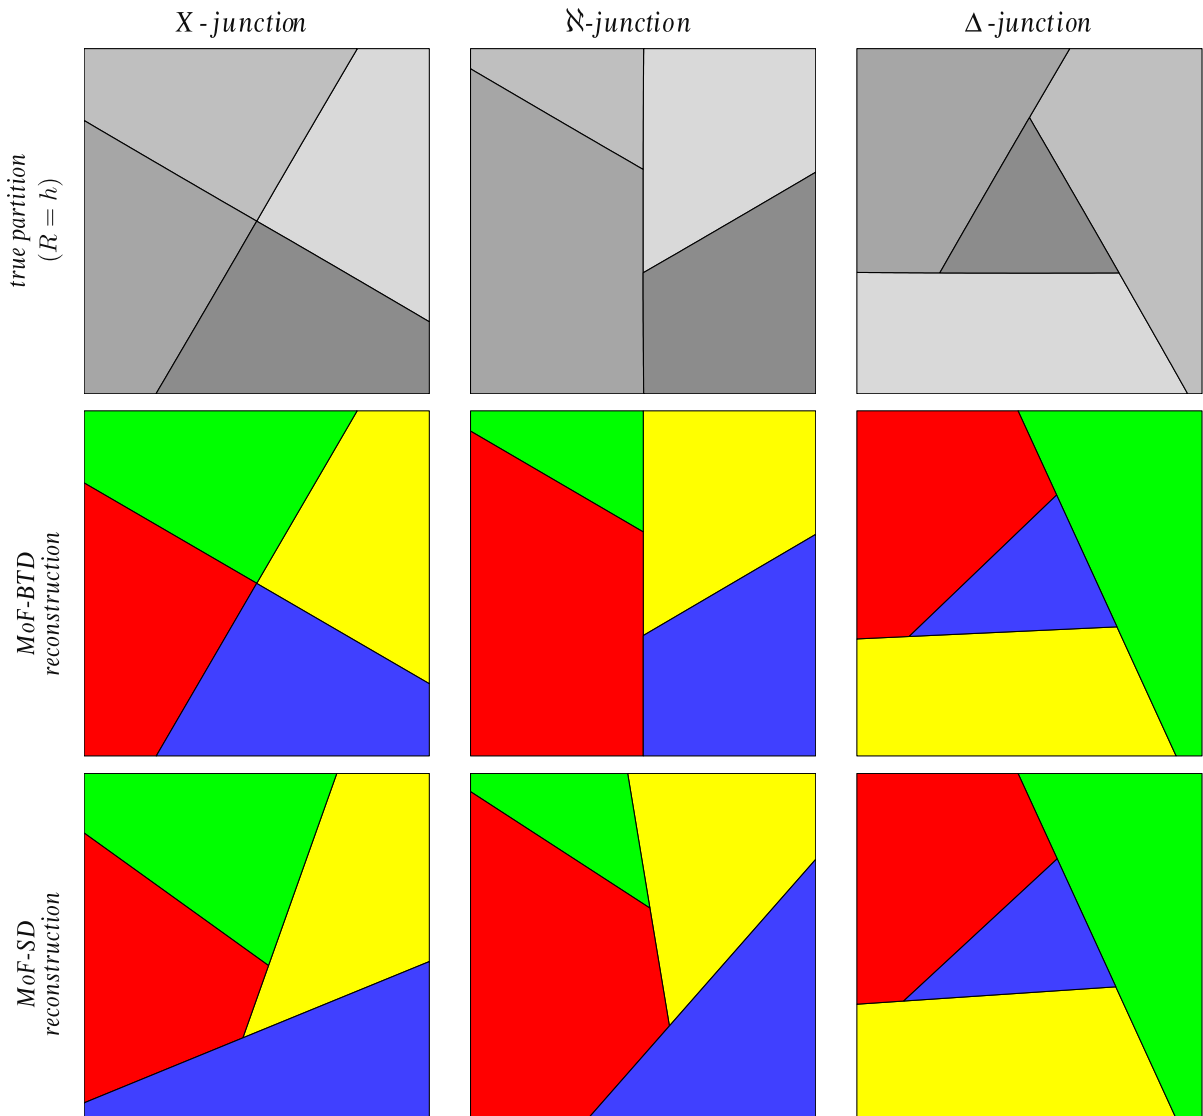 X - junction
ℵ-junction
Δ -junction
true partition
(R = h)
MoF-BTD
reconstruction
MoF-SD
reconstruction